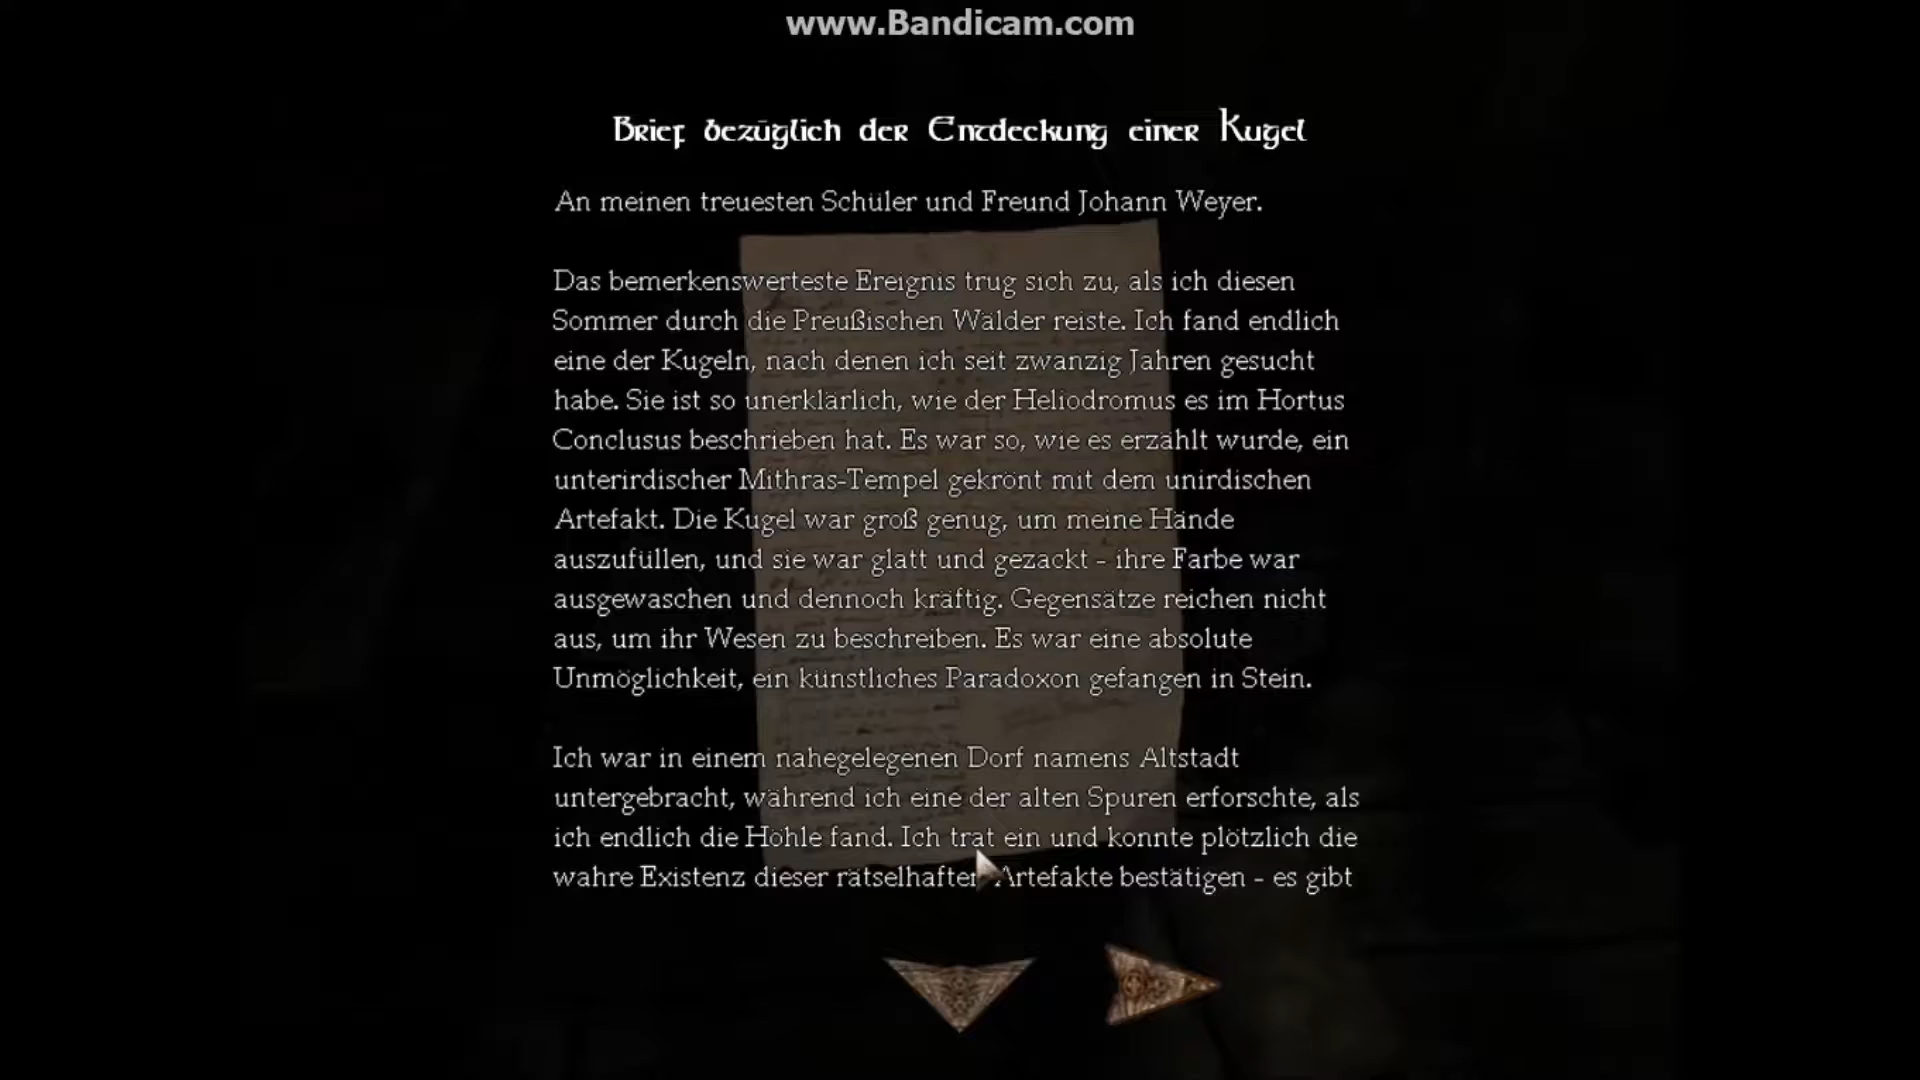 www.Bandicam.com
Brief bezüglich der Entdeckung einer Kugel
An meinen treuesten Schüler und Freund Johann Weyer.
Das bemerkenswerteste Ereignis trug sich zu, als ich diesen
Sommer durch die Preußischen Wälder reiste. Ich fand endlich
eine der Kugeln, nach denen ich seit zwanzig Jahren gesucht
habe. Sie ist so unerklärlich, wie der Heliodromus es im Hortus
Conclusus beschrieben hat. Es war so, wie es erzählt wurde, ein
unterirdischer Mithras-Tempel gekrönt mit dem unirdischen
Artefakt. Die Kugel war groß genug, um meine Hände
auszufüllen, und sie war glatt und gezackt - ihre Farbe war
ausgewaschen und dennoch kräftig. Gegensätze reichen nicht
aus, um ihr Wesen zu beschreiben. Es war eine absolute
Unmöglichkeit, ein künstliches Paradoxon gefangen in Stein.
Ich war in einem nahegelegenen Dorf namens Altstadt
untergebracht, während ich eine der alten Spuren erforschte, als
ich endlich die Höhle fand. Ich trat ein und konnte plötzlich die
wahre Existenz dieser rätselhaften Artefakte bestätigen - es gibt